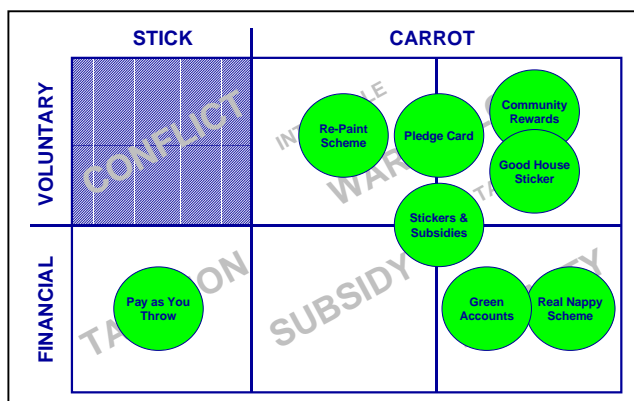 STICK CARROT
VOLUNTARY
CONFLICT
Re-Paint
Scheme
Pledge Card
Community
Rewards
Good House
Sticker
Stickers &
Subsidies
FINANCIAL
SUBSIDY
Pay as You
Throw
Green
Accounts
Real Nappy
Scheme